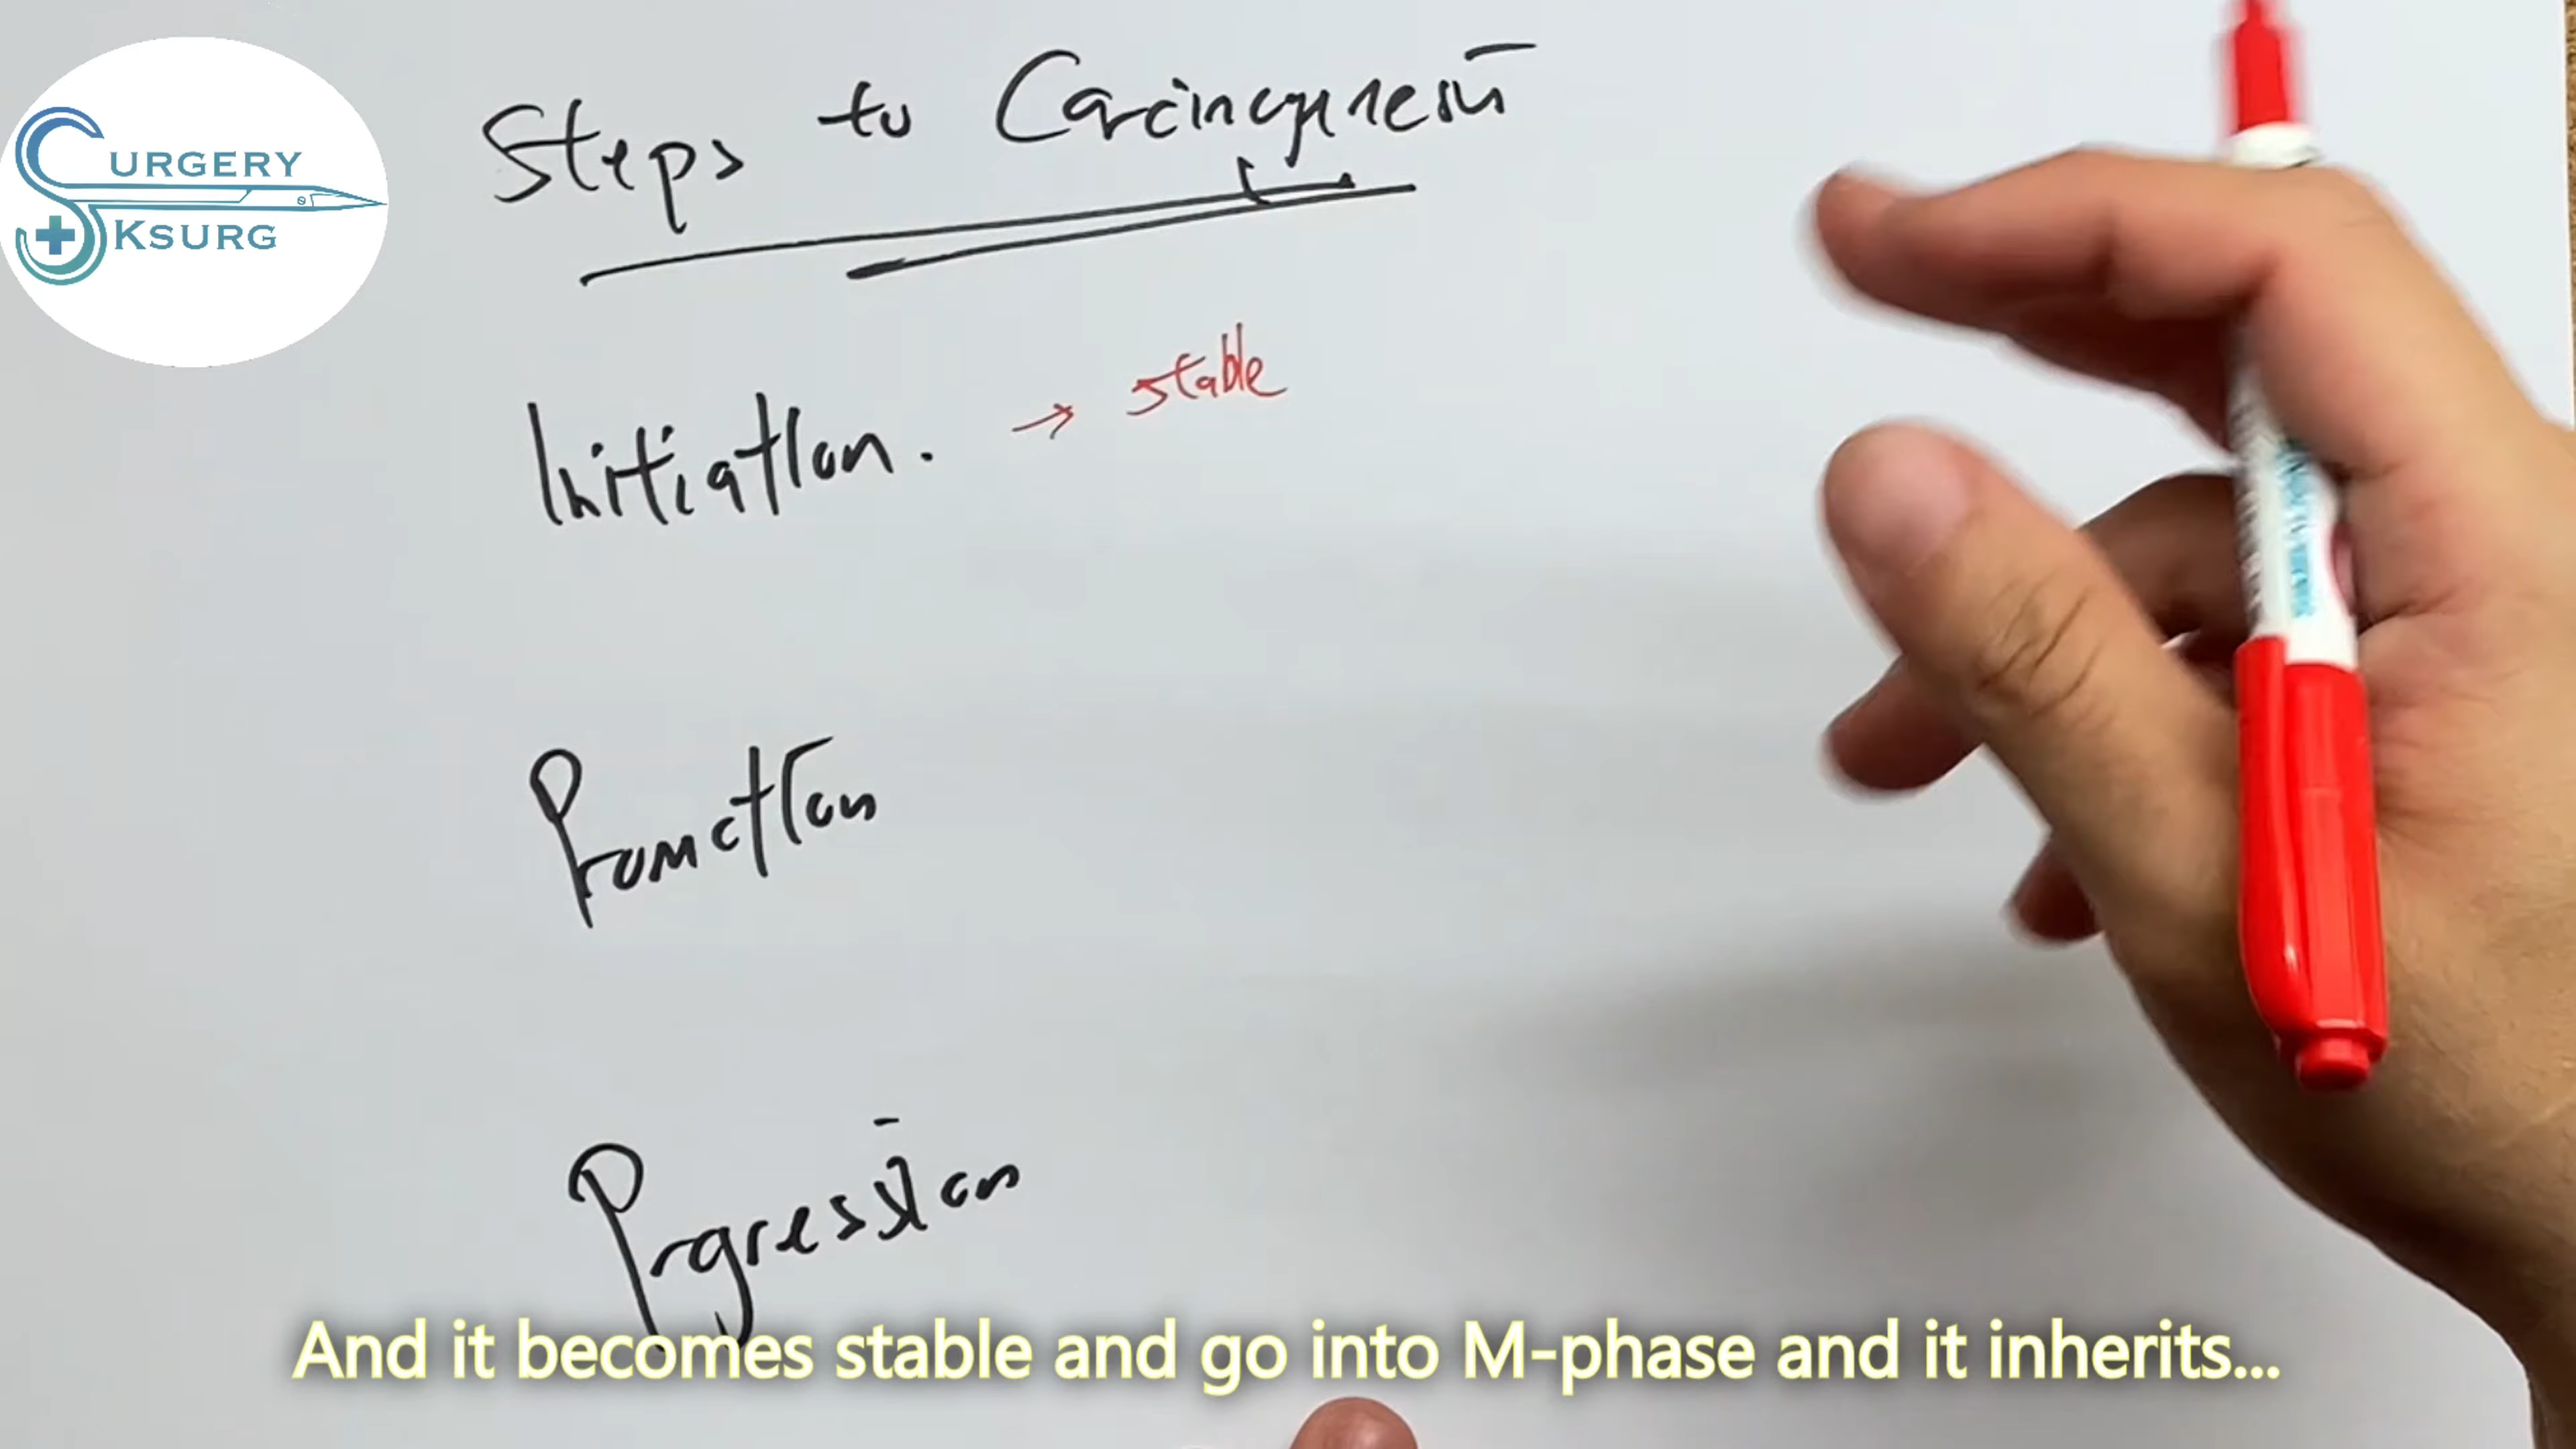 SURGERY
SKSURG
Steps to Carcinogenesis
Initiation. → stable
Promotion
Progression
And it becomes stable and go into M-phase and it inherits...